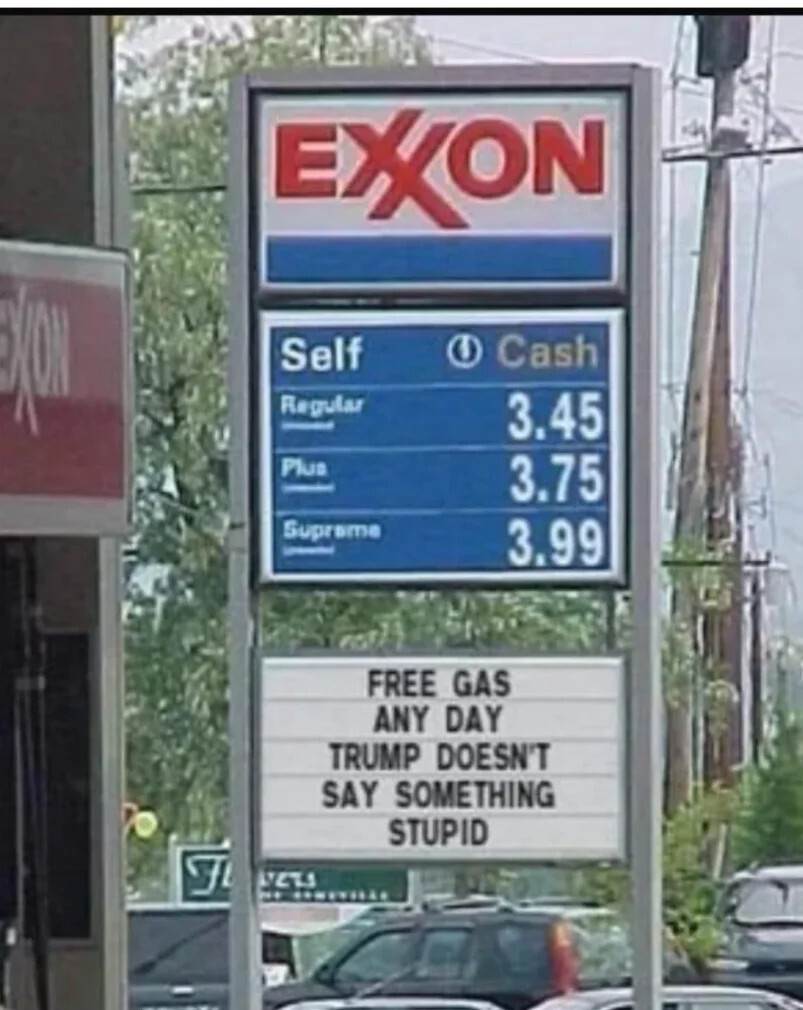 EXXON
EXXON
Self Cash
Regular 3.45
Plus 3.75
Supreme 3.99
FREE GAS
ANY DAY
TRUMP DOESN'T
SAY SOMETHING
STUPID